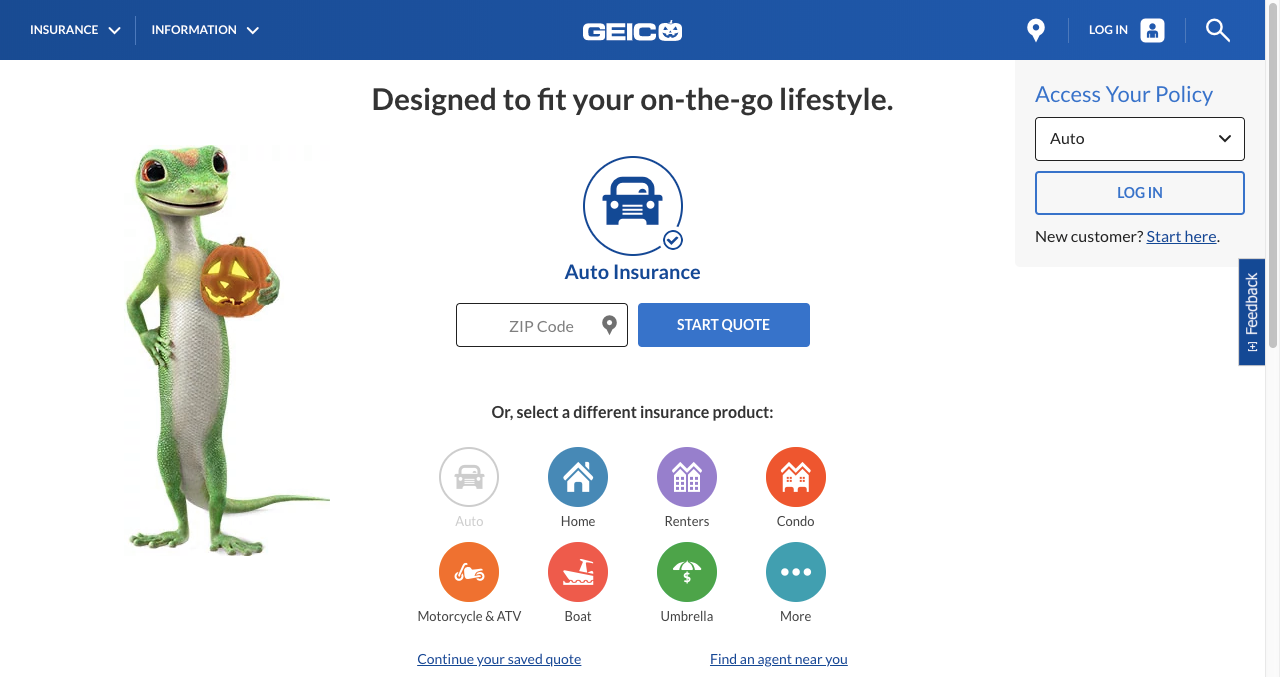 INSURANCE
INFORMATION
GEICO
LOG IN
Designed to fit your on-the-go lifestyle.
Access Your Policy
Auto
LOG IN
New customer? Start here.
[+] Feedback
Auto Insurance
ZIP Code
START QUOTE
Or, select a different insurance product:
Auto
Home
Renters
Condo
Motorcycle & ATV
Boat
Umbrella
More
Continue your saved quote
Find an agent near you